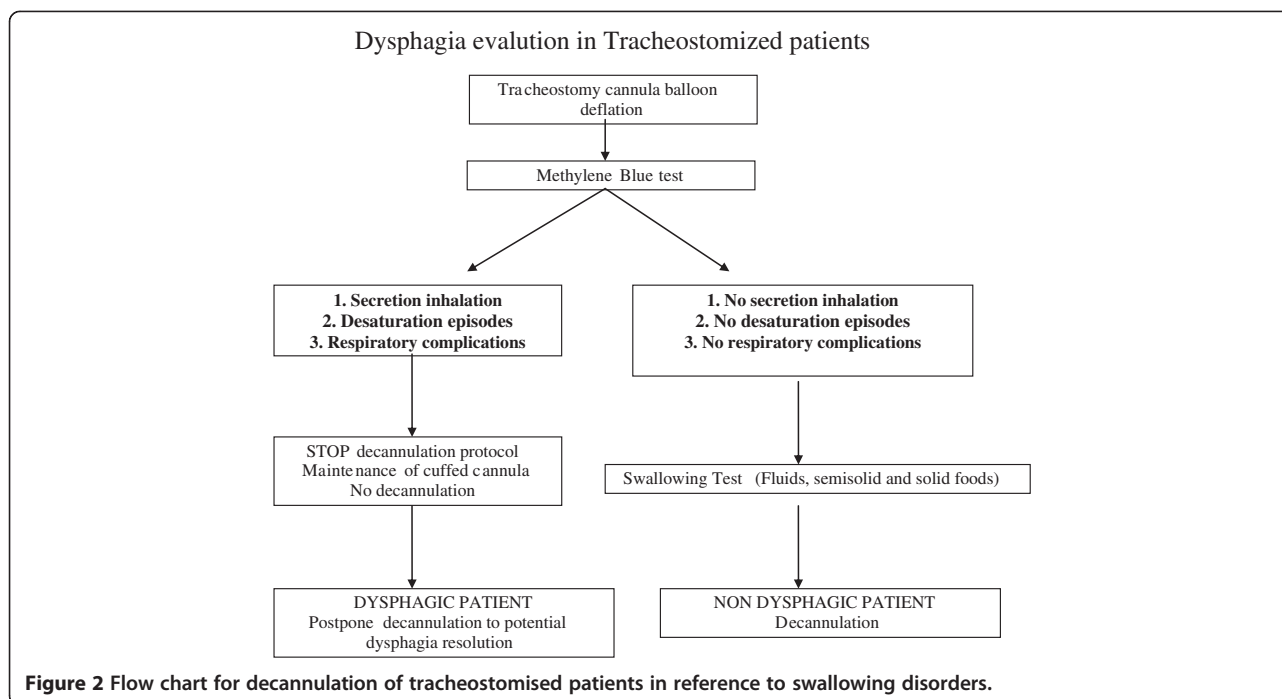 Dysphagia evalution in Tracheostomized patients
Tracheostomy cannula balloon
deflation
Methylene Blue test
1. Secretion inhalation
2. Desaturation episodes
3. Respiratory complications
1. No secretion inhalation
2. No desaturation episodes
3. No respiratory complications
STOP decannulation protocol
Maintenance of cuffed cannula
No decannulation
Swallowing Test (Fluids, semisolid and solid foods)
DYSPHAGIC PATIENT
Postpone decannulation to potential
dysphagia resolution
NON DYSPHAGIC PATIENT
Decannulation
Figure 2 Flow chart for decannulation of tracheostomised patients in reference to swallowing disorders.